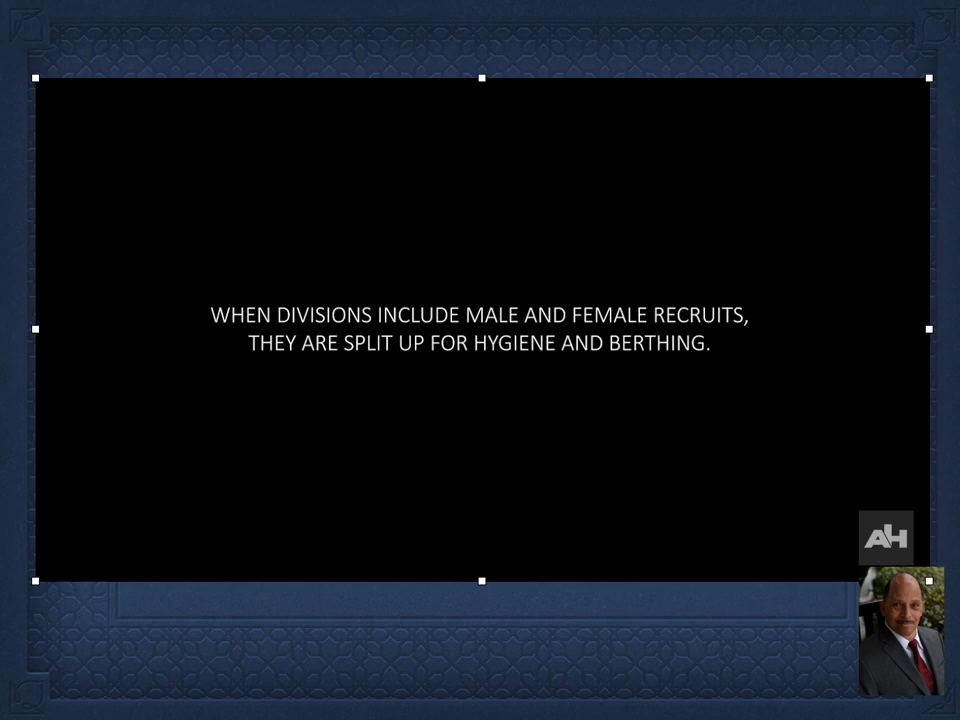 WHEN DIVISIONS INCLUDE MALE AND FEMALE RECRUITS,
THEY ARE SPLIT UP FOR HYGIENE AND BERTHING.
AH